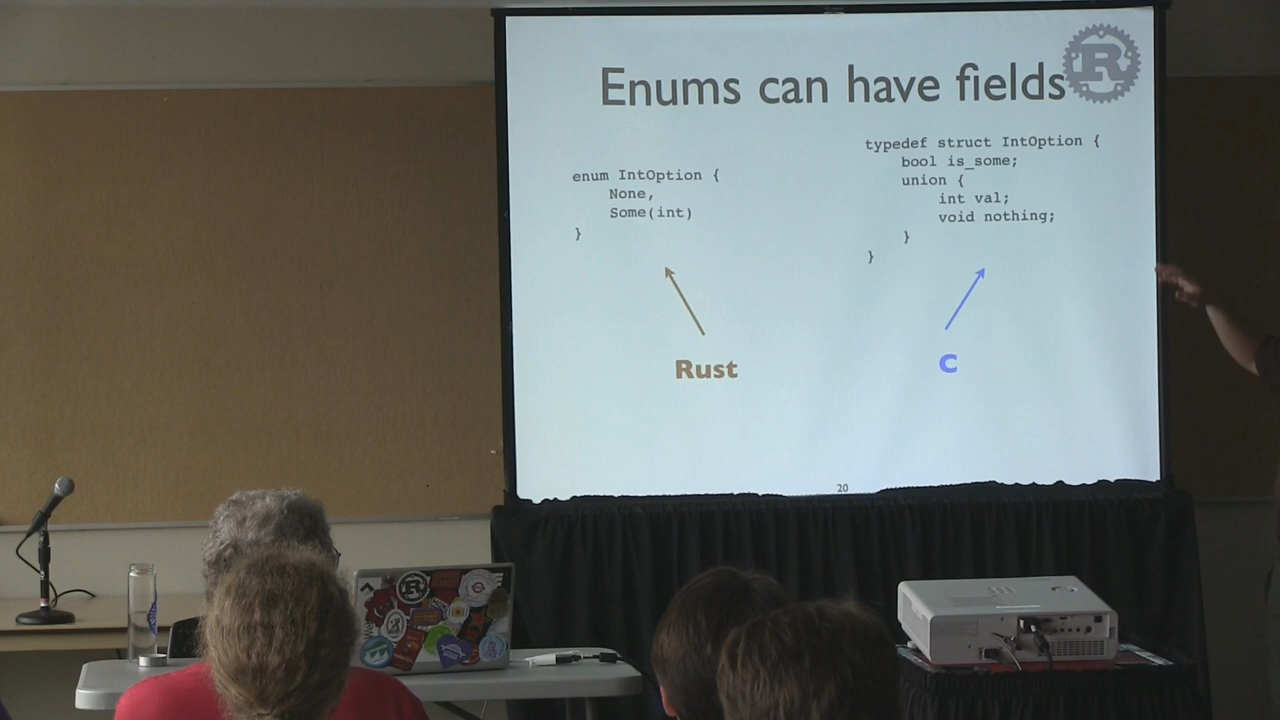 Enums can have fields
R
enum IntOption {
    None,
    Some(int)
}
Rust
typedef struct IntOption {
    bool is_some;
    union {
        int val;
        void nothing;
    }
}
C
20
R